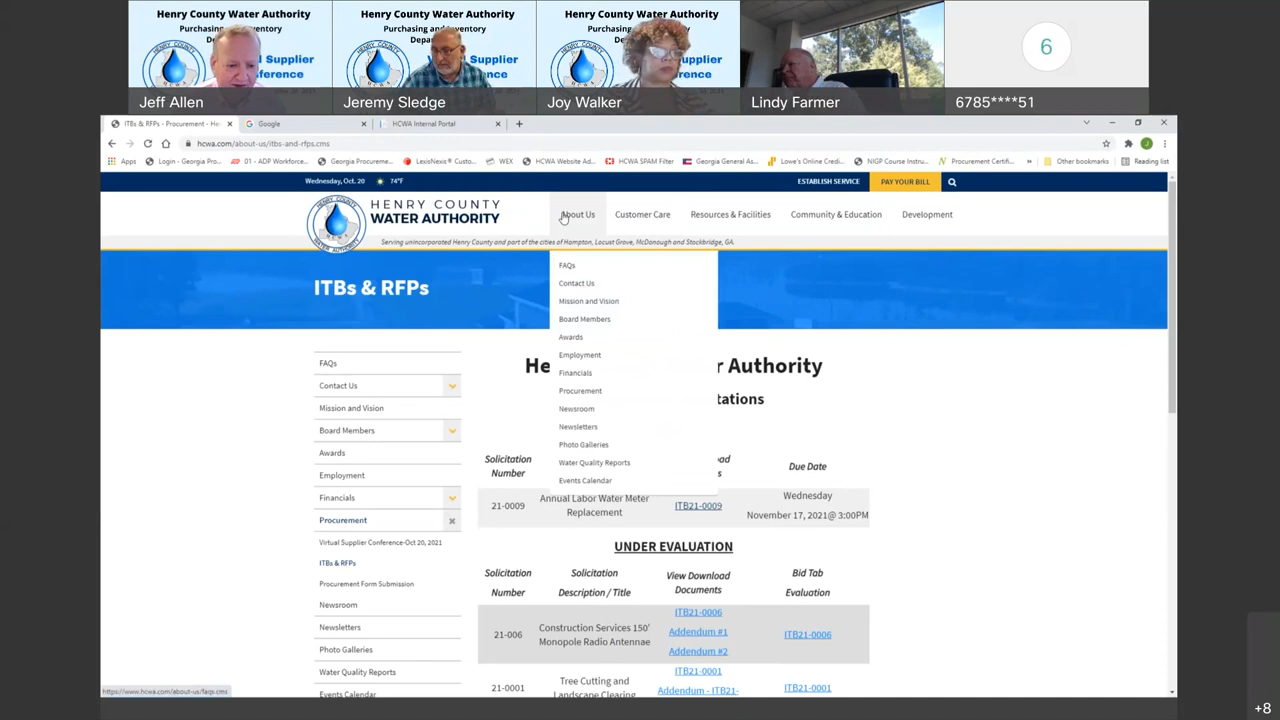 Henry County Water Authority
Purchasing and Inventory
Henry County Water Authority
Purchasing and Inventory
Henry County Water Authority
Purchasing and Inventory
Jeff Allen
Jeremy Sledge
Joy Walker
Lindy Farmer
6
6785****51
ITBs & RFPs - Procurement - He
Google
HCWA Internal Portal
hcwa.com/about-us/itbs-and-rfps.cms
J
Apps
Login - Georgia Pro...
01 - ADP Workforce...
Georgia Procureme...
LexisNexis® Custo...
WEX
HCWA Website Ad...
HCWA SPAM Filter
Georgia General As...
Lowe's Online Credi...
NIGP Course Instru...
Procurement Certifi...
»
Other bookmarks
Reading list
Wednesday, Oct. 20
74°F
ESTABLISH SERVICE
PAY YOUR BILL
HENRY COUNTY
WATER AUTHORITY
About Us
Customer Care
Resources & Facilities
Community & Education
Development
Serving unincorporated Henry County and part of the cities of Hampton, Locust Grove, McDonough and Stockbridge, GA.
ITBs & RFPs
FAQs
Contact Us
Mission and Vision
Board Members
Awards
Employment
Financials
Procurement
Newsroom
Newsletters
Photo Galleries
Water Quality Reports
Events Calendar
FAQs
Contact Us
Mission and Vision
Board Members
Awards
Employment
Financials
Procurement
Virtual Supplier Conference-Oct 20, 2021
ITBs & RFPs
Procurement Form Submission
Newsroom
Newsletters
Photo Galleries
Water Quality Reports
Events Calendar
He r Authority
tations
Solicitation
Number
ad
s
Due Date
21-0009
Annual Labor Water Meter
Replacement
ITB21-0009
Wednesday
November 17, 2021@ 3:00PM
UNDER EVALUATION
Solicitation
Number
Solicitation
Description / Title
View Download
Documents
Bid Tab
Evaluation
21-006
Construction Services 150'
Monopole Radio Antennae
ITB21-0006
Addendum #1
Addendum #2
ITB21-0006
21-0001
Tree Cutting and
Landscape Clearing
ITB21-0001
Addendum - ITB21-
ITB21-0001
https://www.hcwa.com/about-us/faqs.cms
+8